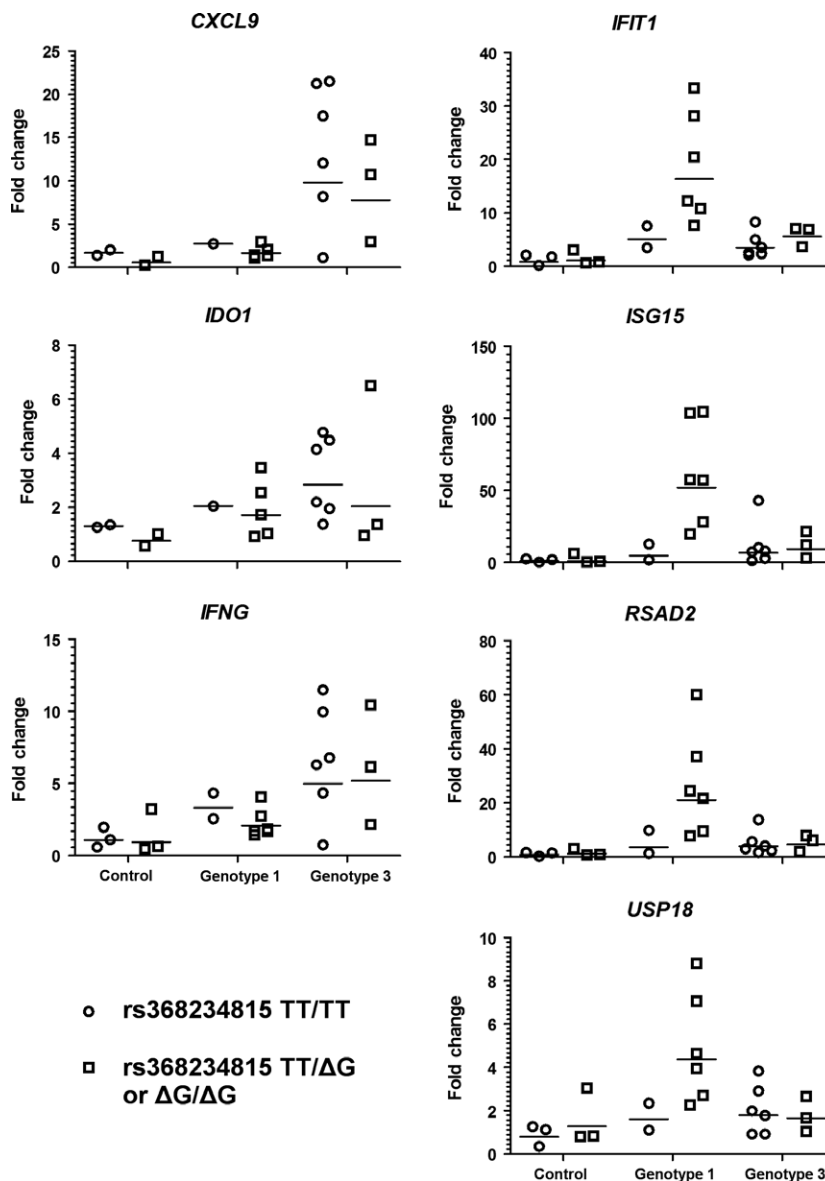 CXCL9
25
20
15
10
5
0
Fold change
IFIT1
40
30
20
10
0
Fold change
IDO1
8
6
4
2
0
Fold change
ISG15
150
100
50
0
Fold change
IFNG
15
10
5
0
Fold change
Control Genotype 1 Genotype 3
RSAD2
80
60
40
20
0
Fold change
USP18
10
8
6
4
2
0
Fold change
Control Genotype 1 Genotype 3
rs368234815 TT/TT
rs368234815 TT/ΔG
or ΔG/ΔG